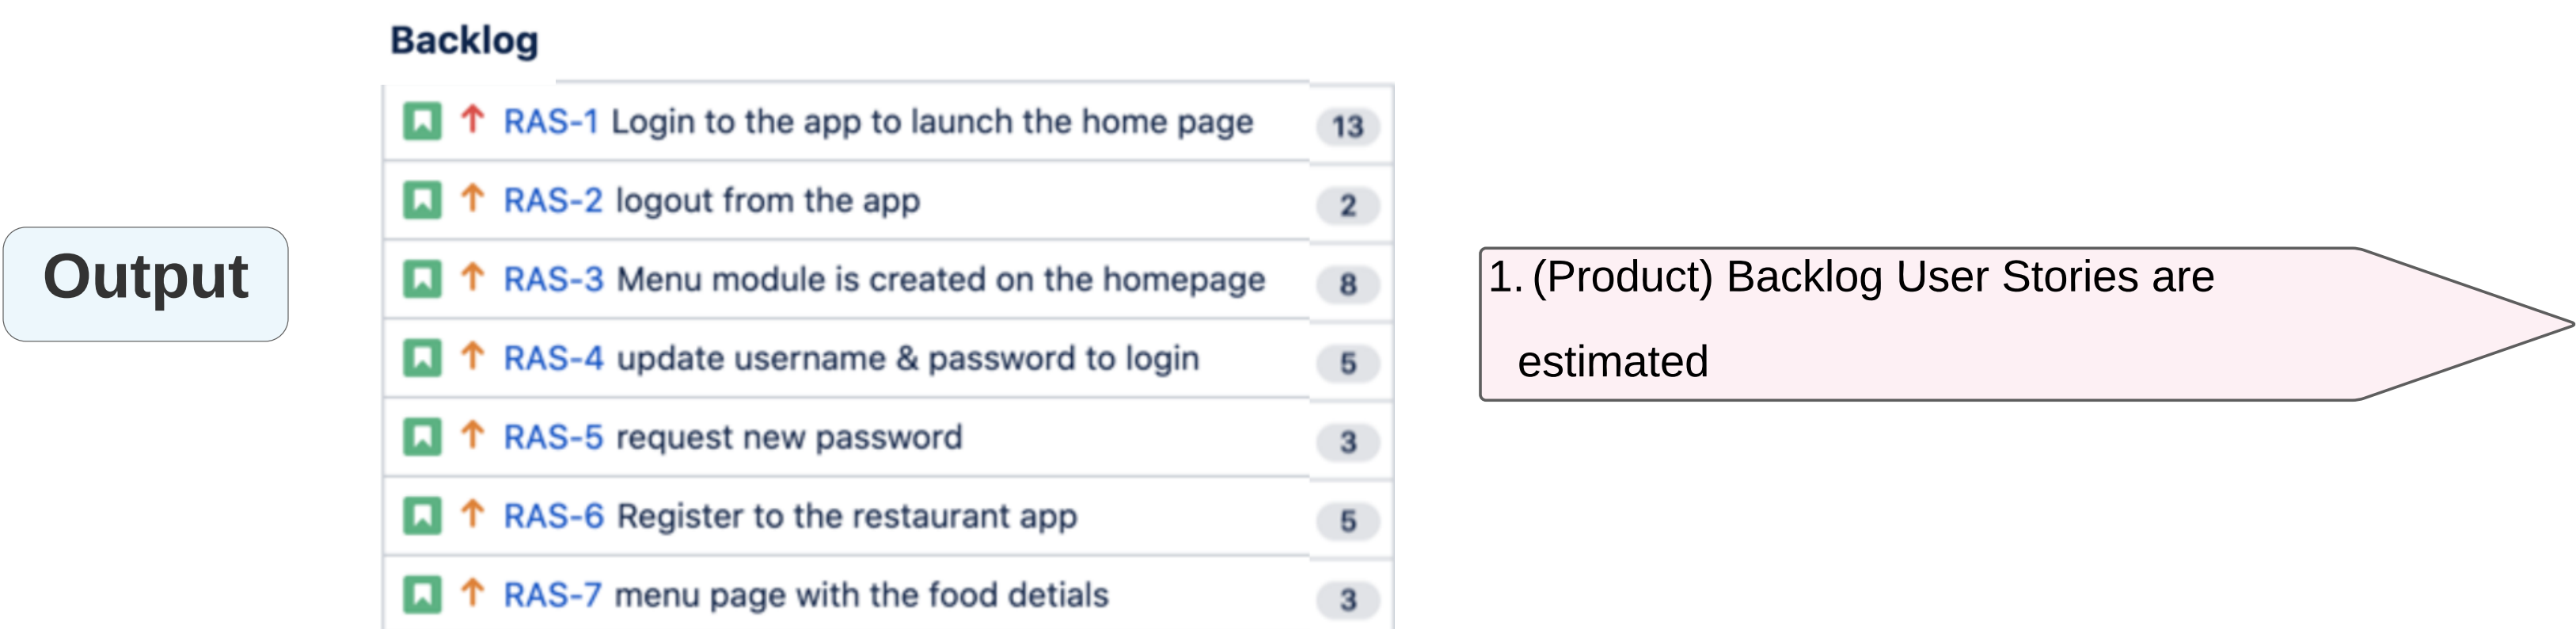 Backlog
RAS-1 Login to the app to launch the home page 13
RAS-2 logout from the app 2
RAS-3 Menu module is created on the homepage 8
RAS-4 update username & password to login 5
RAS-5 request new password 3
RAS-6 Register to the restaurant app 5
RAS-7 menu page with the food detials 3
Output
1. (Product) Backlog User Stories are
estimated